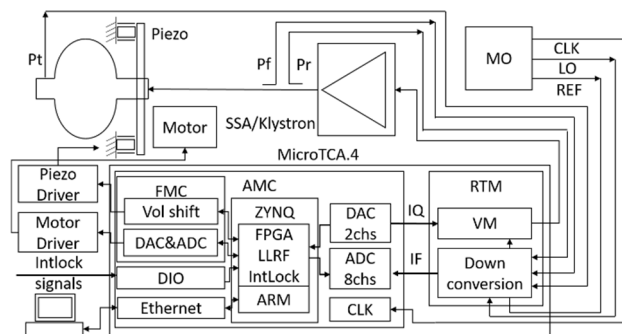 Piezo
Pt
Pf
Pr
MO
CLK
LO
REF
Motor
SSA/Klystron
MicroTCA.4
Piezo
Driver
Motor
Driver
Intlock
signals
FMC
Vol shift
DAC&ADC
DIO
Ethernet
AMC
ZYNQ
FPGA
LLRF
IntLock
ARM
DAC
2chs
ADC
8chs
CLK
IQ
IF
RTM
VM
Down
conversion